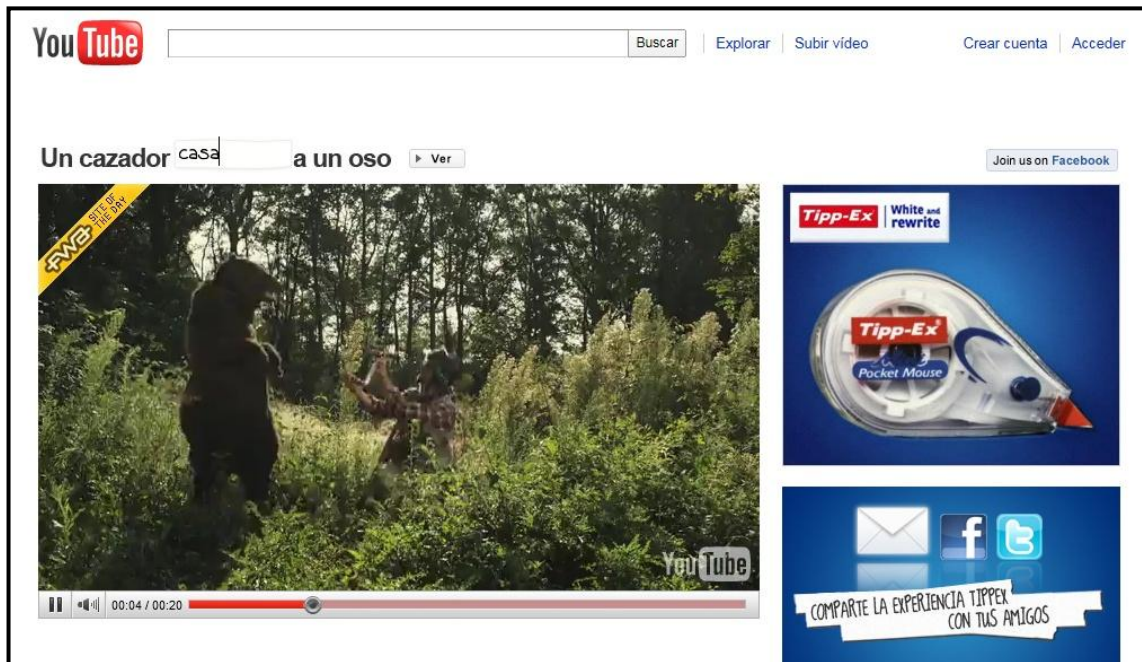 YouTube Buscar Explorar Subir vídeo Crear cuenta Acceder
Un cazador casa a un oso Ver
Join us on Facebook
fwa SITE OF
THE DAY
YouTube
00:04 / 00:20
Tipp-Ex White and
rewrite
Tipp-Ex
Pocket Mouse
COMPARTE LA EXPERIENCIA TIPPEX
CON TUS AMIGOS